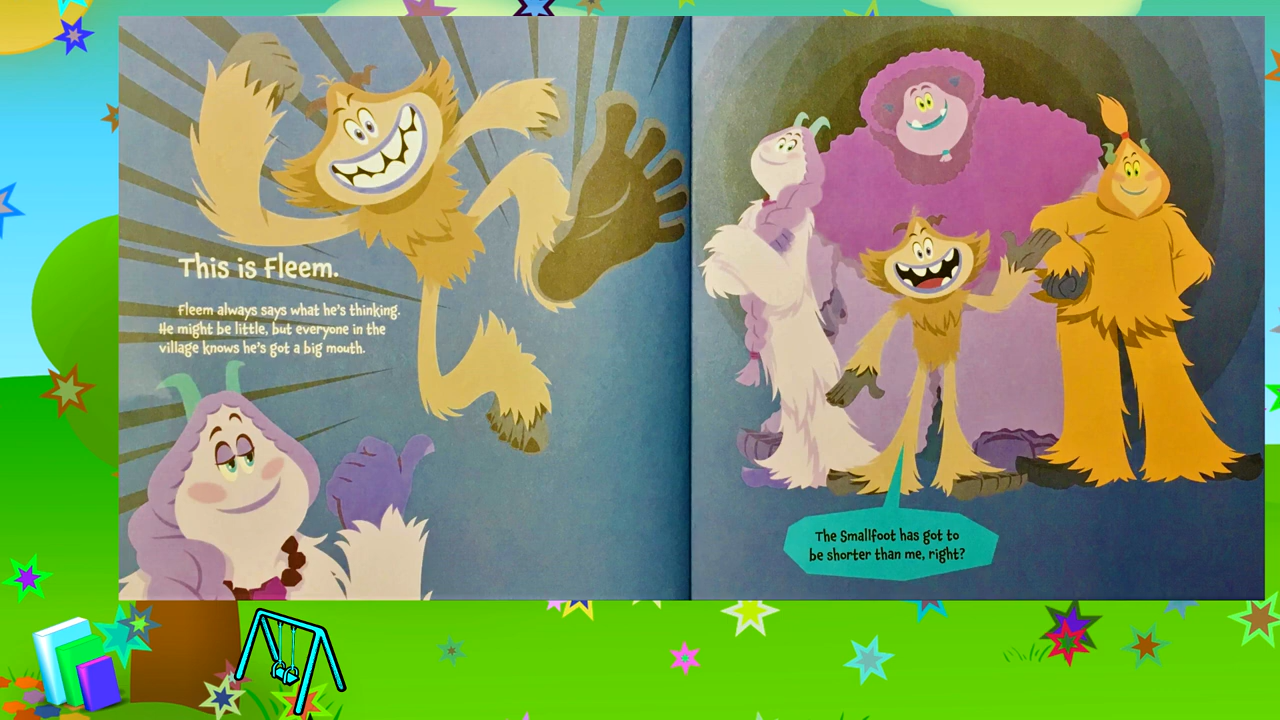 This is Fleem.
Fleem always says what he's thinking.
He might be little, but everyone in the
village knows he's got a big mouth.
The Smallfoot has got to
be shorter than me, right?